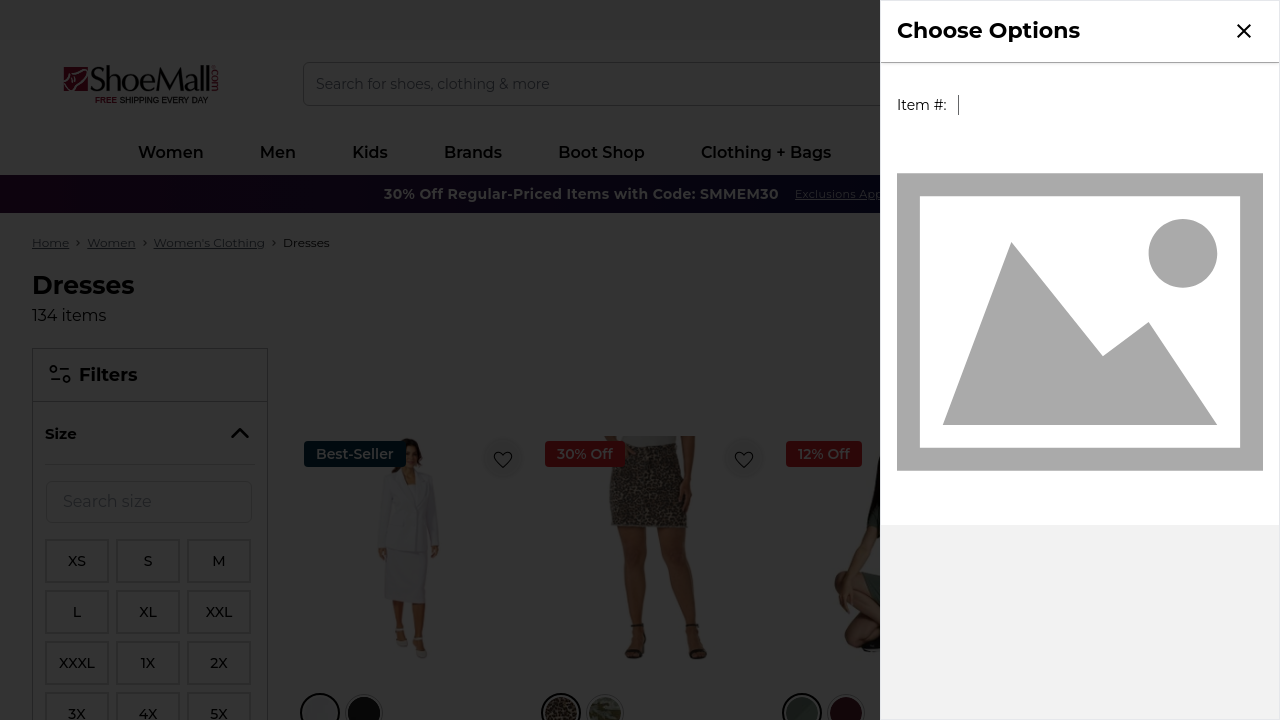 Choose Options
Item #:
ShoeMall.com
FREE SHIPPING EVERY DAY
Search for shoes, clothing & more
Women
Men
Kids
Brands
Boot Shop
Clothing + Bags
30% Off Regular-Priced Items with Code: SMMEM30
Exclusions App
Home > Women > Women's Clothing > Dresses
Dresses
134 items
Filters
Size
Search size
XS
S
M
L
XL
XXL
XXXL
1X
2X
3X
4X
5X
Best-Seller
30% Off
12% Off